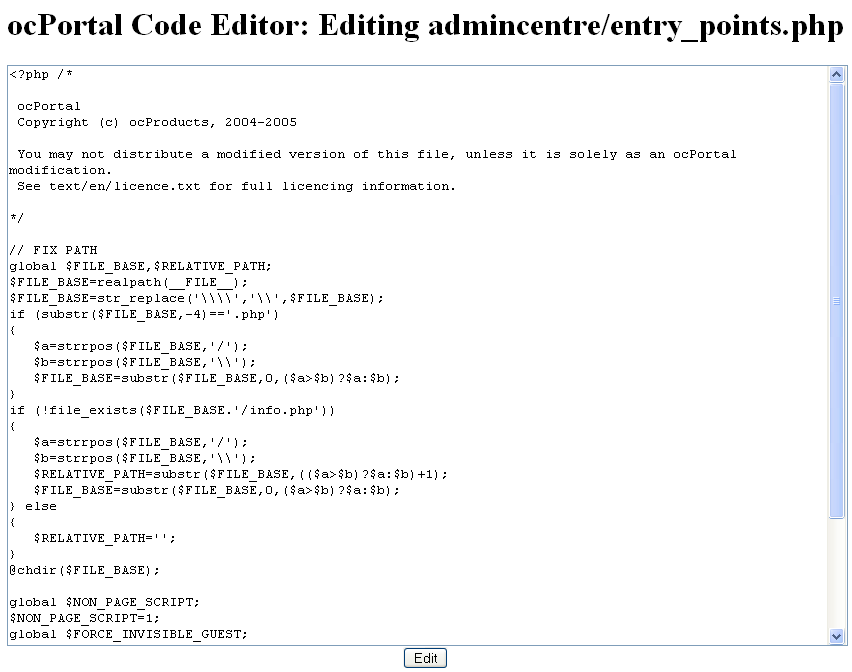 ocPortal Code Editor: Editing admincentre/entry_points.php
<?php /*

 ocPortal
 Copyright (c) ocProducts, 2004-2005

 You may not distribute a modified version of this file, unless it is solely as an ocPortal
modification.
 See text/en/licence.txt for full licencing information.

*/

// FIX PATH
global $FILE_BASE,$RELATIVE_PATH;
$FILE_BASE=realpath(__FILE__);
$FILE_BASE=str_replace('\\\\','\\',$FILE_BASE);
if (substr($FILE_BASE,-4)=='.php')
{
   $a=strrpos($FILE_BASE,'/');
   $b=strrpos($FILE_BASE,'\\');
   $FILE_BASE=substr($FILE_BASE,0,($a>$b)?$a:$b);
}
if (!file_exists($FILE_BASE.'/info.php'))
{
   $a=strrpos($FILE_BASE,'/');
   $b=strrpos($FILE_BASE,'\\');
   $RELATIVE_PATH=substr($FILE_BASE,(($a>$b)?$a:$b)+1);
   $FILE_BASE=substr($FILE_BASE,0,($a>$b)?$a:$b);
} else
{
   $RELATIVE_PATH='';
}
@chdir($FILE_BASE);

global $NON_PAGE_SCRIPT;
$NON_PAGE_SCRIPT=1;
global $FORCE_INVISIBLE_GUEST;
Edit